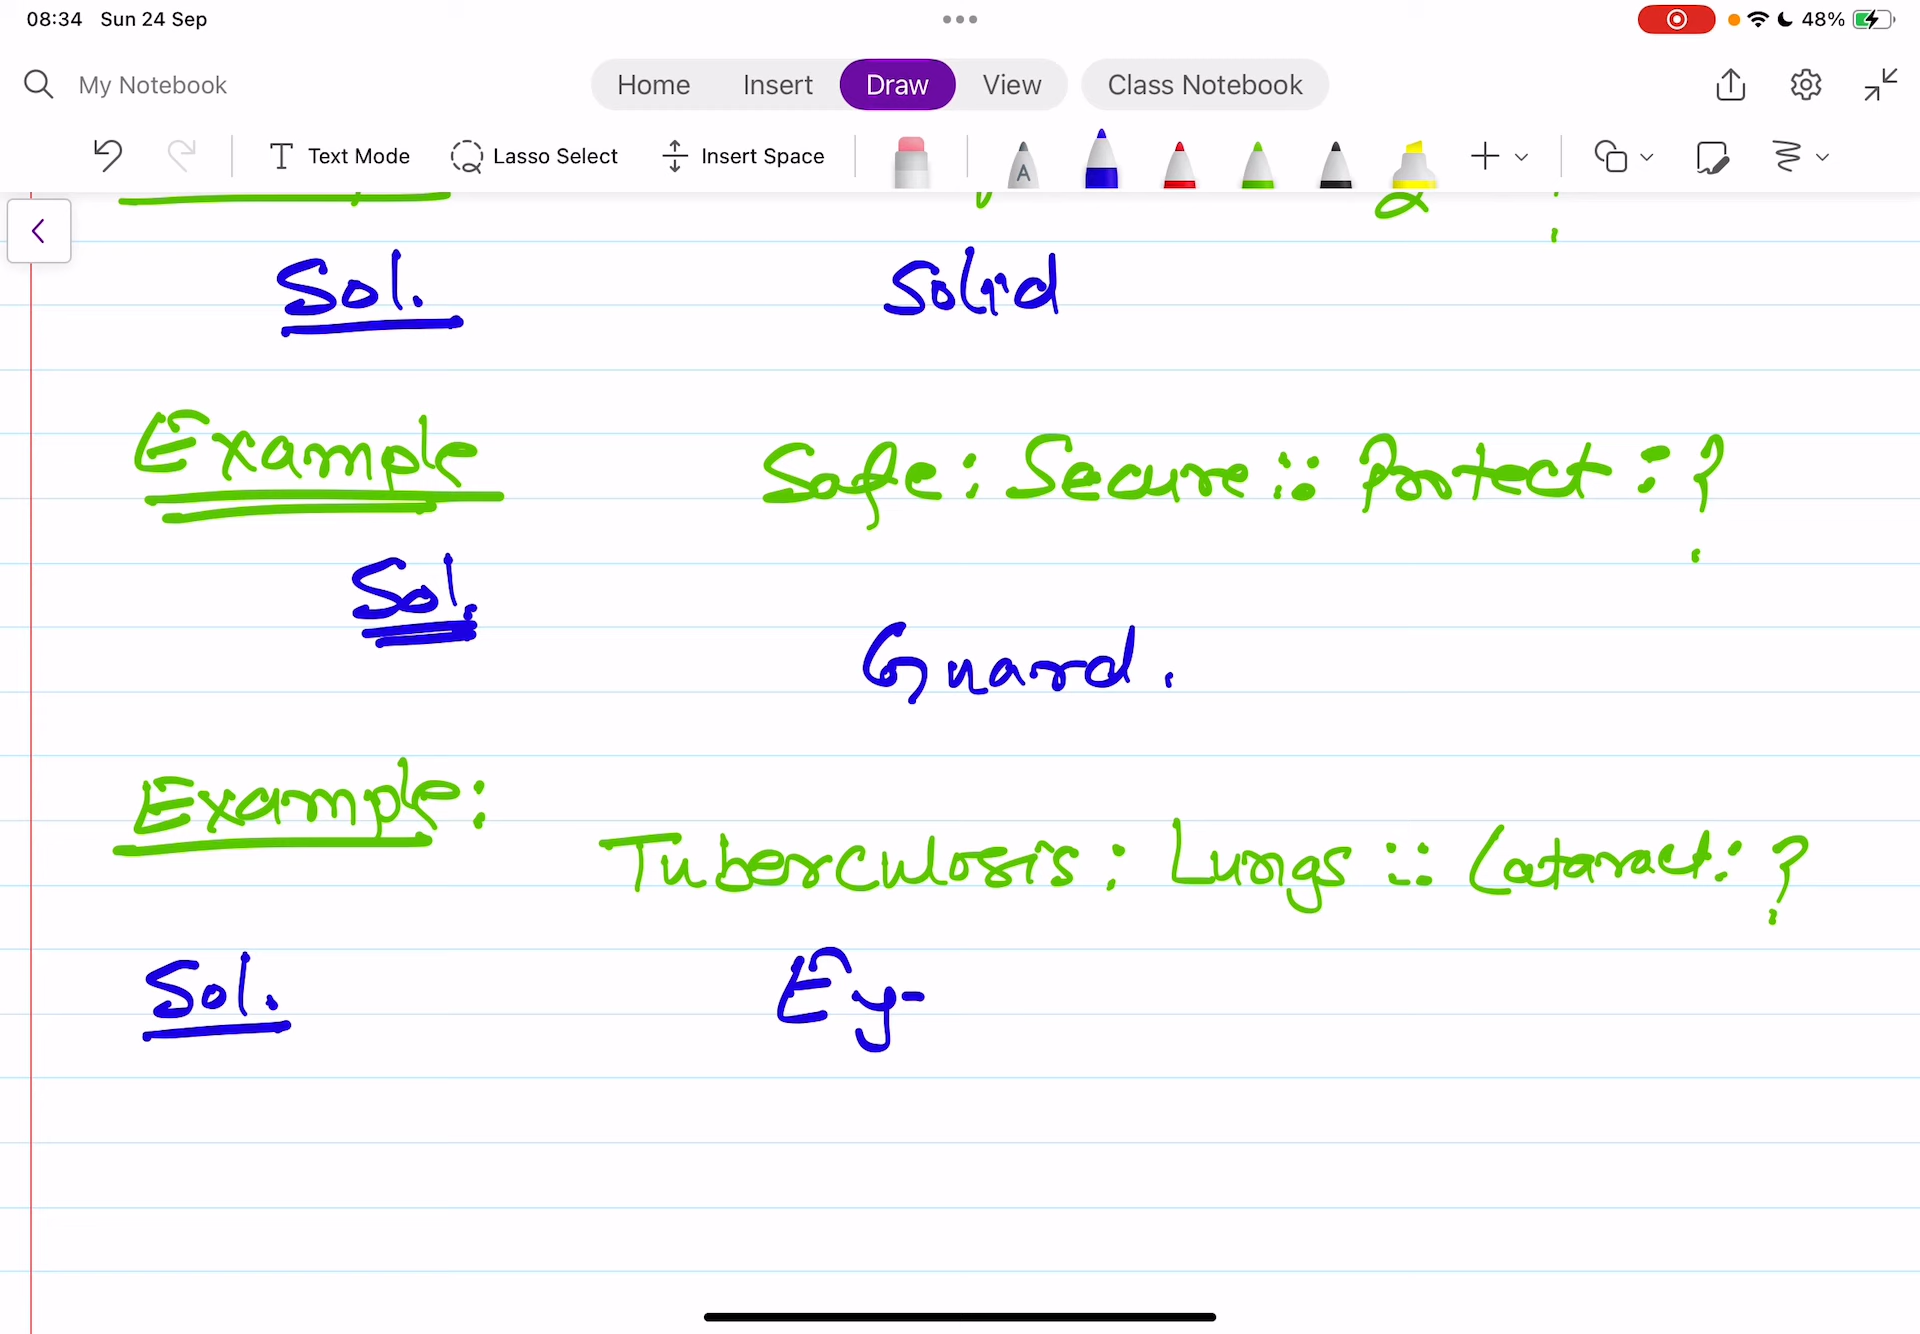 08:34 Sun 24 Sep 48%
My Notebook Home Insert Draw View Class Notebook
Text Mode Lasso Select Insert Space A
Sol. Solid
Example Safe : Secure :: Protect : ?
Sol. Guard.
Example: Tuberculosis : Lungs :: Cataract : ?
Sol. Ey-